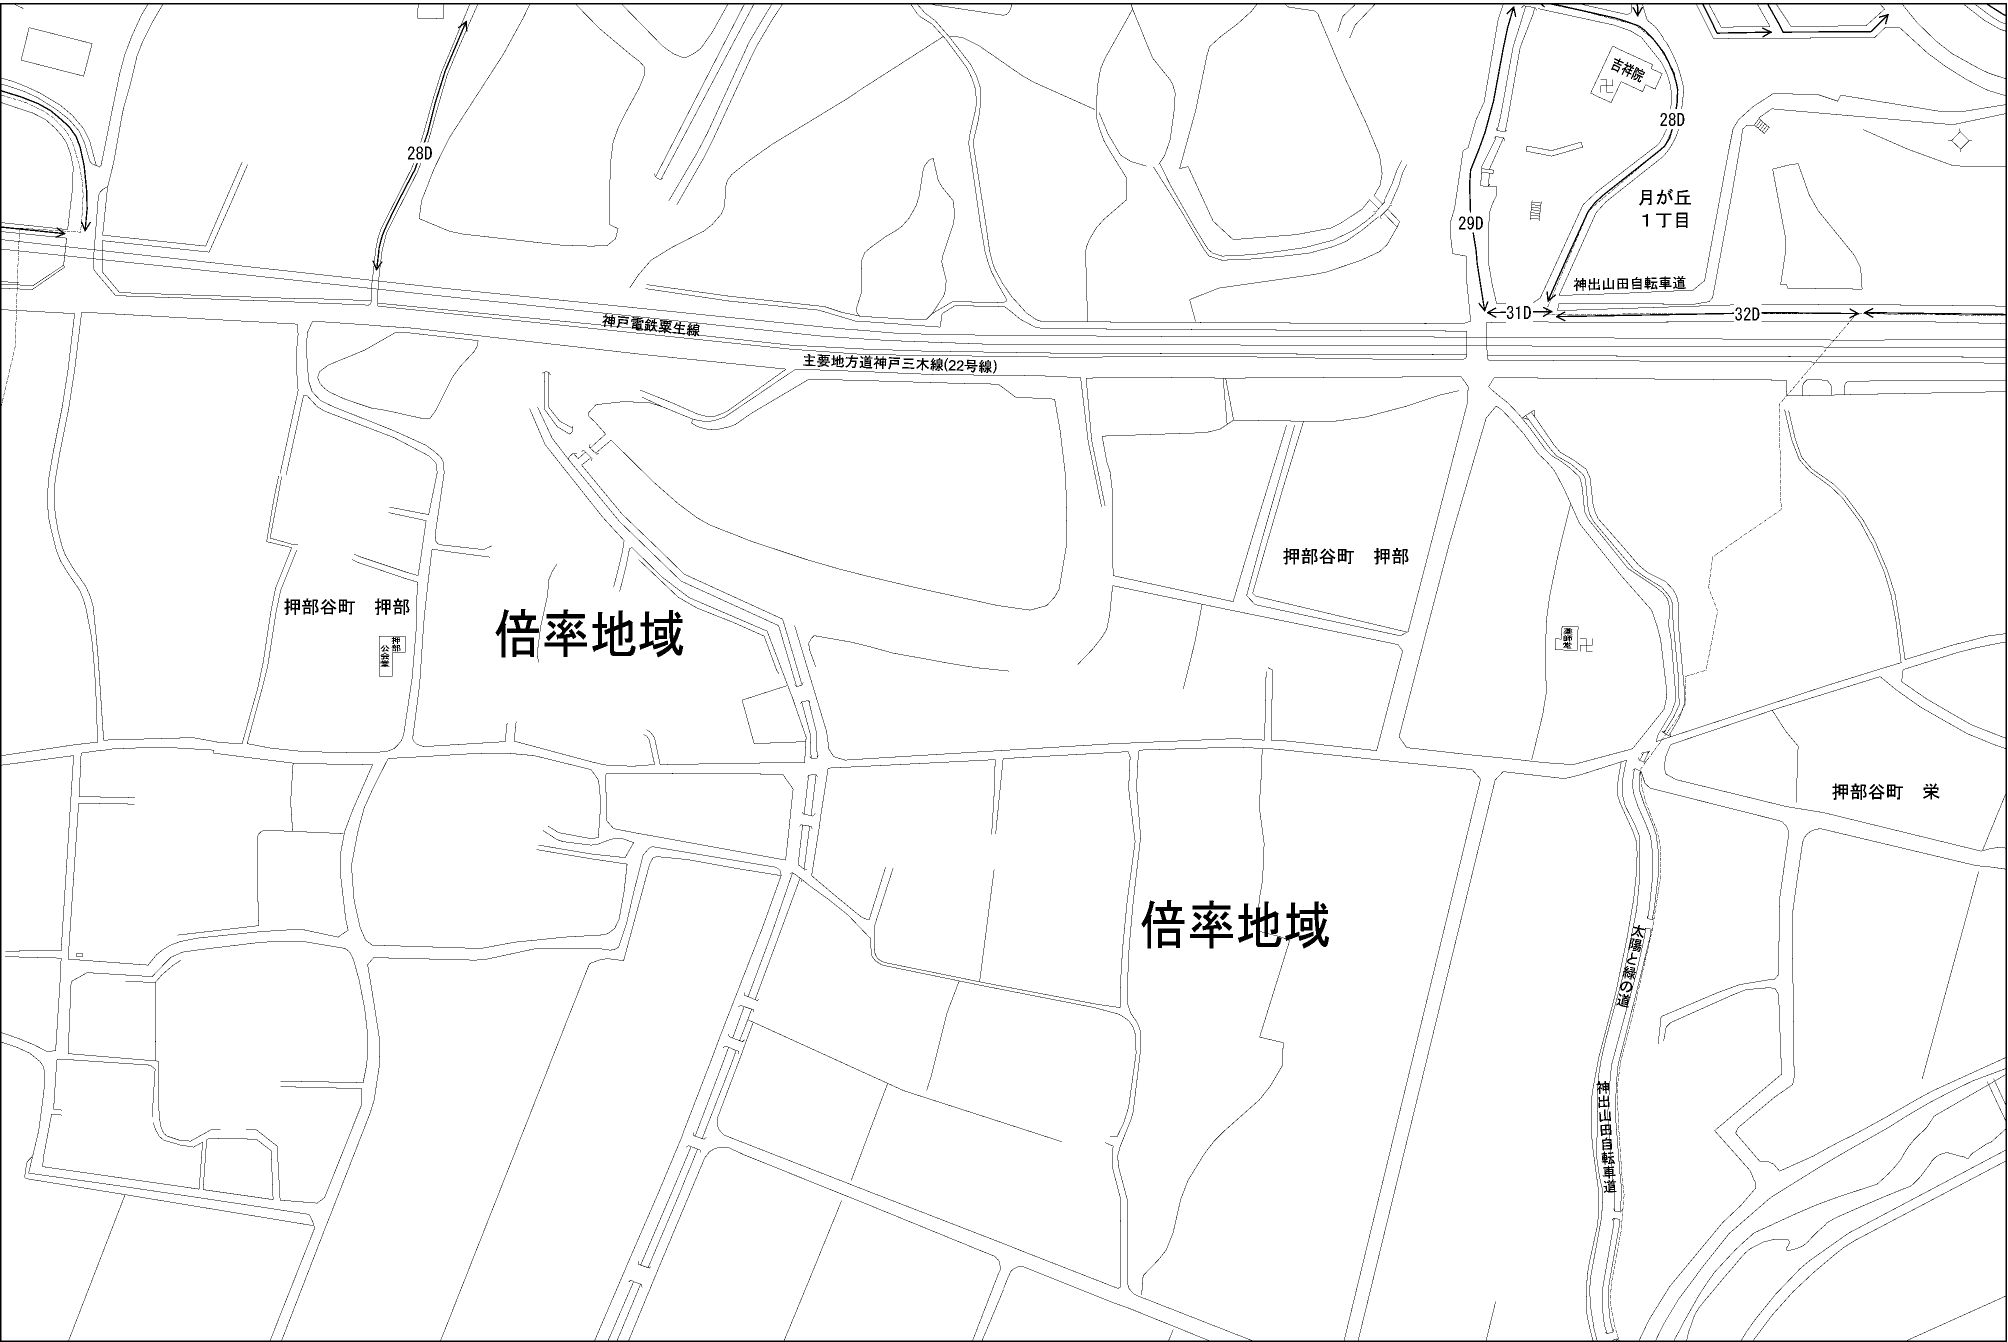 吉祥院
28D
28D
月が丘
1丁目
29D
神出山田自転車道
31D
32D
神戸電鉄粟生線
主要地方道神戸三木線(22号線)
押部谷町 押部
押部谷町 押部
倍率地域
押部
公会堂
薬師堂
押部谷町 栄
倍率地域
太陽と緑の道
神出山田自転車道